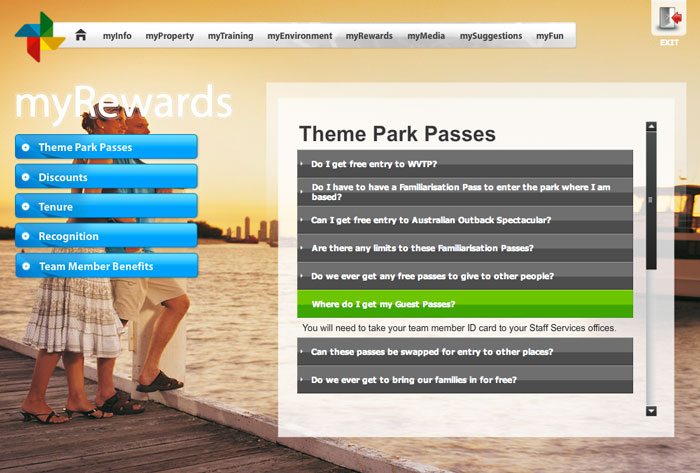 myInfo myProperty myTraining myEnvironment myRewards myMedia mySuggestions myFun
EXIT
myRewards
Theme Park Passes
Discounts
Tenure
Recognition
Team Member Benefits
Theme Park Passes
Do I get free entry to WVTP?
Do I have to have a Familiarisation Pass to enter the park where I am
based?
Can I get free entry to Australian Outback Spectacular?
Are there any limits to these Familiarisation Passes?
Do we ever get any free passes to give to other people?
Where do I get my Guest Passes?
You will need to take your team member ID card to your Staff Services offices.
Can these passes be swapped for entry to other places?
Do we ever get to bring our families in for free?